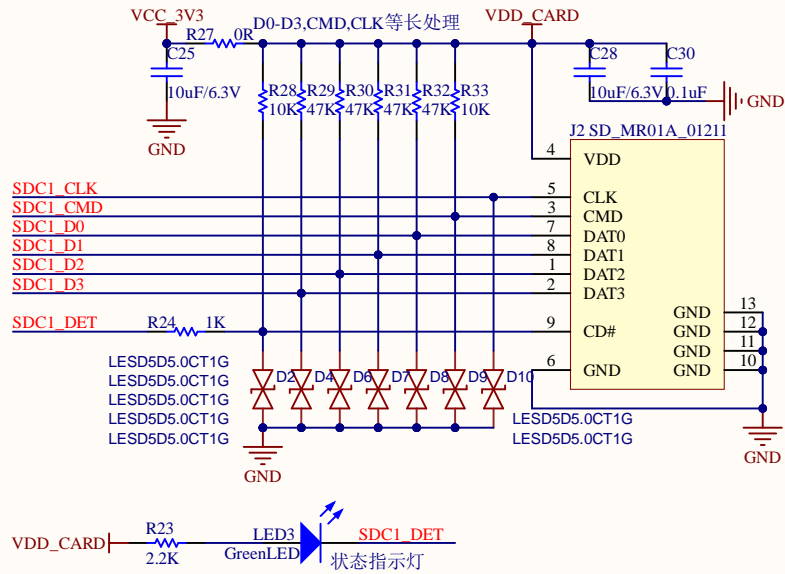 VCC_3V3
R27 0R
D0-D3,CMD,CLK等长处理
VDD_CARD
C25
10uF/6.3V
GND
R28
10K
R29
47K
R30
47K
R31
47K
R32
47K
R33
10K
C28
10uF/6.3V
C30
0.1uF
GND
J2 SD_MR01A_01211
4 VDD
SDC1_CLK 5 CLK
SDC1_CMD 3 CMD
SDC1_D0 7 DAT0
SDC1_D1 8 DAT1
SDC1_D2 1 DAT2
SDC1_D3 2 DAT3
SDC1_DET R24 1K 9 CD#
6 GND
GND 13
GND 12
GND 11
GND 10
LESD5D5.0CT1G
LESD5D5.0CT1G
LESD5D5.0CT1G
LESD5D5.0CT1G
LESD5D5.0CT1G
D2 D4 D6 D7 D8 D9 D10
LESD5D5.0CT1G
LESD5D5.0CT1G
GND
GND
VDD_CARD
R23
2.2K
LED3
GreenLED
SDC1_DET
状态指示灯